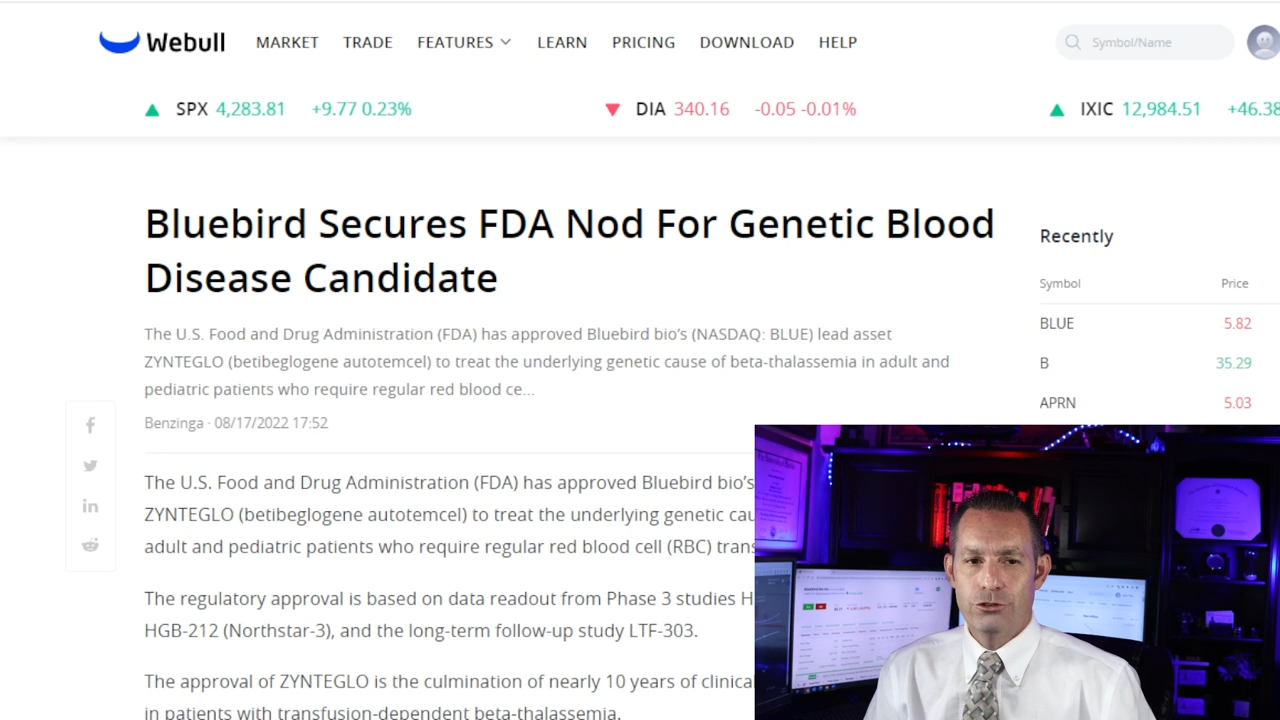 Webull MARKET TRADE FEATURES LEARN PRICING DOWNLOAD HELP Symbol/Name
SPX 4,283.81 +9.77 0.23% DIA 340.16 -0.05 -0.01% IXIC 12,984.51 +46.38
Bluebird Secures FDA Nod For Genetic Blood
Disease Candidate
The U.S. Food and Drug Administration (FDA) has approved Bluebird bio's (NASDAQ: BLUE) lead asset
ZYNTEGLO (betibeglogene autotemcel) to treat the underlying genetic cause of beta-thalassemia in adult and
pediatric patients who require regular red blood ce...
Benzinga · 08/17/2022 17:52
The U.S. Food and Drug Administration (FDA) has approved Bluebird bio's
ZYNTEGLO (betibeglogene autotemcel) to treat the underlying genetic
adult and pediatric patients who require regular red blood cell (RBC)
The regulatory approval is based on data readout from Phase 3 studies
HGB-212 (Northstar-3), and the long-term follow-up study LTF-303.
The approval of ZYNTEGLO is the culmination of nearly 10 years of
in patients with transfusion-dependent beta-thalassemia.
Recently
Symbol Price
BLUE 5.82
B 35.29
APRN 5.03